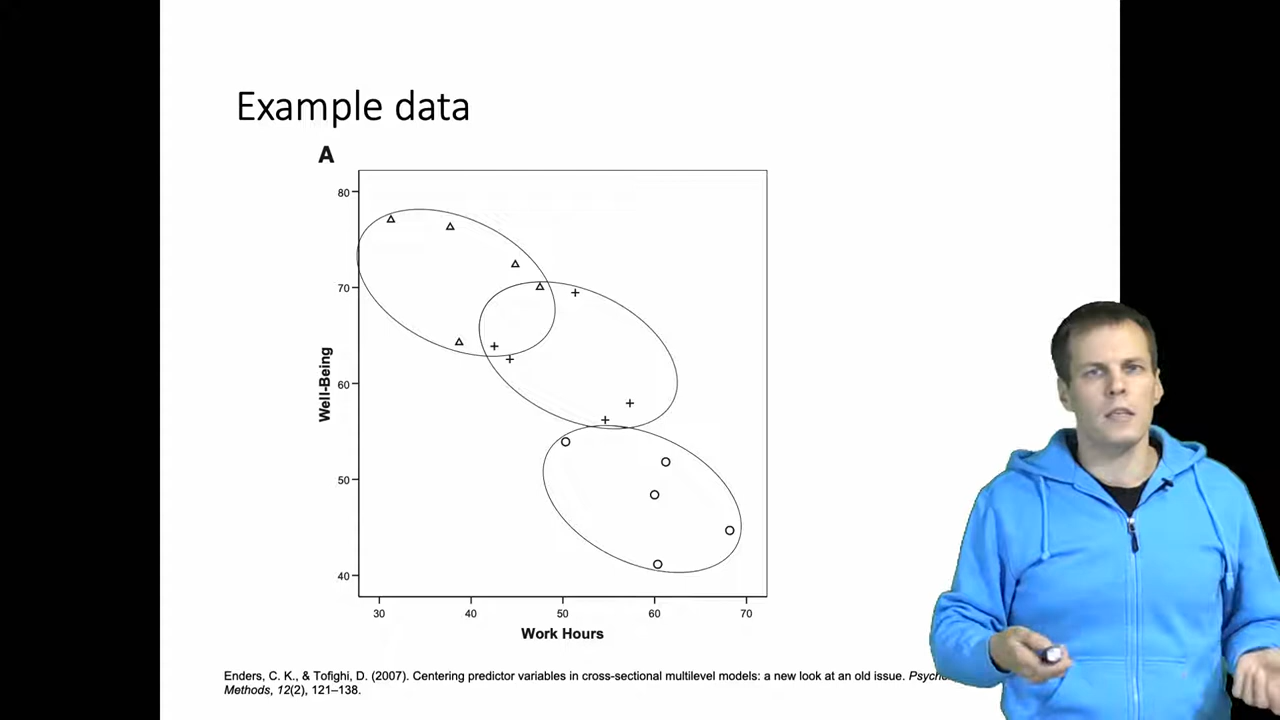 Example data
A
80
70
60
50
40
Well-Being
30 40 50 60 70
Work Hours
Enders, C. K., & Tofighi, D. (2007). Centering predictor variables in cross-sectional multilevel models: a new look at an old issue.
Methods, 12(2), 121–138.